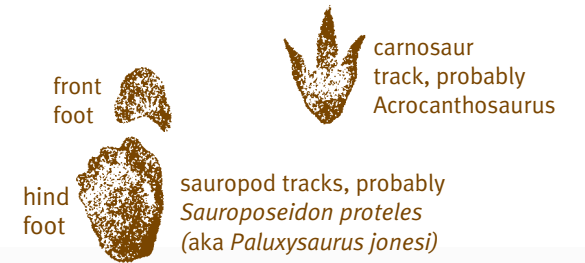 carnosaur
track, probably
Acrocanthosaurus
front
foot
hind
foot
sauropod tracks, probably
Sauroposeidon proteles
(aka Paluxysaurus jonesi)